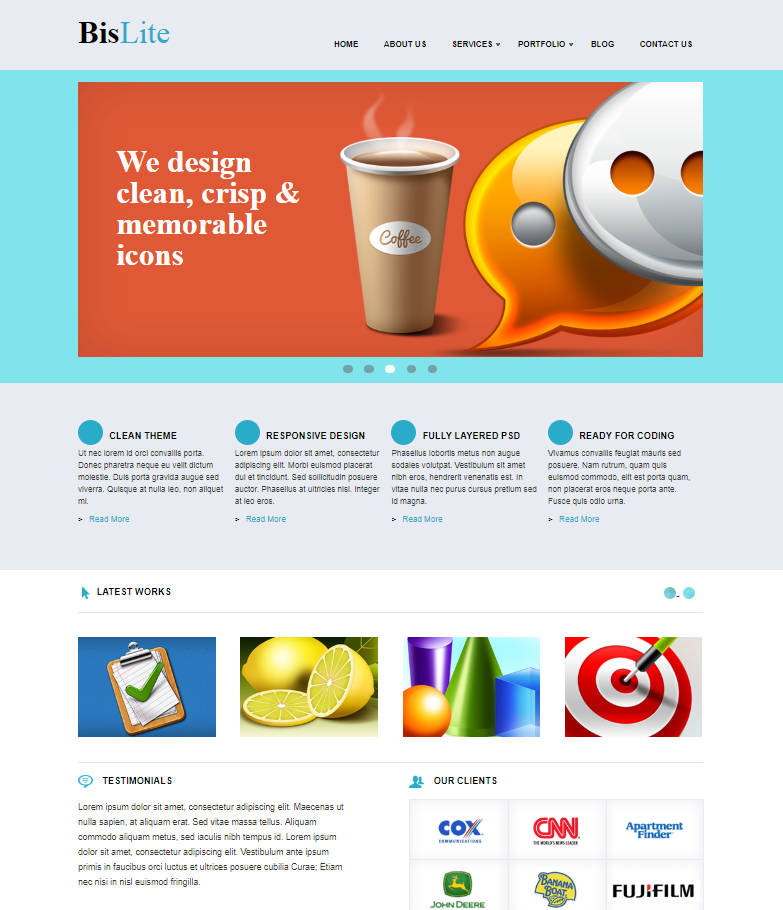 BisLite
HOME ABOUT US SERVICES PORTFOLIO BLOG CONTACT US
We design
clean, crisp &
memorable
icons
Coffee
CLEAN THEME
Ut nec lorem id orci convallis porta.
Donec pharetra neque eu velit dictum
molestie. Duis porta gravida augue sed
viverra. Quisque at nulla leo, non aliquet
mi.
> Read More
RESPONSIVE DESIGN
Lorem ipsum dolor sit amet, consectetur
adipiscing elit. Morbi euismod placerat
dui et tincidunt. Sed sollicitudin posuere
auctor. Phasellus at ultricies nisl. Integer
at leo eros.
> Read More
FULLY LAYERED PSD
Phasellus lobortis metus non augue
sodales volutpat. Vestibulum sit amet
nibh eros, hendrerit venenatis est. In
vitae nulla nec purus cursus pretium sed
id magna.
> Read More
READY FOR CODING
Vivamus convallis feugiat mauris sed
posuere. Nam rutrum, quam quis
euismod commodo, elit est porta quam,
non placerat eros neque porta ante.
Fusce quis odio urna.
> Read More
LATEST WORKS
TESTIMONIALS
Lorem ipsum dolor sit amet, consectetur adipiscing elit. Maecenas ut
nulla sapien, at aliquam erat. Sed vitae massa tellus. Aliquam
commodo aliquam metus, sed iaculis nibh tempus id. Lorem ipsum
dolor sit amet, consectetur adipiscing elit. Vestibulum ante ipsum
primis in faucibus orci luctus et ultrices posuere cubilia Curae; Etiam
nec nisi in nisl euismod fringilla.
OUR CLIENTS
COX
COMMUNICATIONS
CNN
THE WORLD'S NEWS LEADER
Apartment
Finder
JOHN DEERE
BANANA
BOAT
FUJIFILM